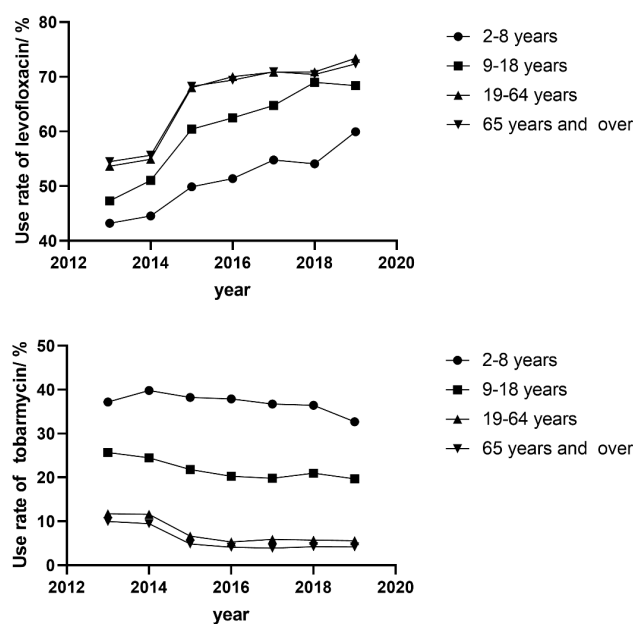 Use rate of levofloxacin/ %
80
70
60
50
40
2012
2014
2016
2018
2020
year
2-8 years
9-18 years
19-64 years
65 years and over
Use rate of tobarmycin/ %
50
40
30
20
10
0
2012
2014
2016
2018
2020
year
2-8 years
9-18 years
19-64 years
65 years and over